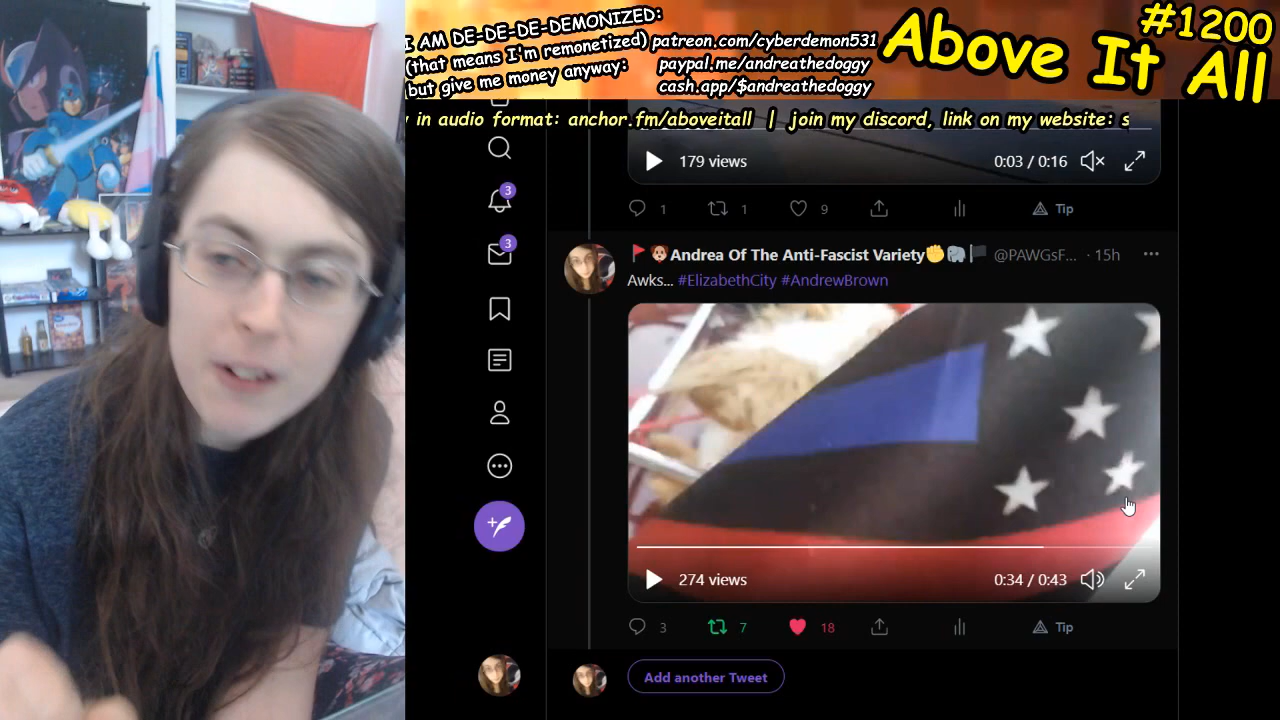 I AM DE-DE-DE-DEMONIZED:
(that means I'm remonetized)
but give me money anyway:
patreon.com/cyberdemon531
paypal.me/andreathedoggy
cash.app/$andreathedoggy
Above It All
#1200
in audio format: anchor.fm/aboveitall | join my discord, link on my website: s
179 views
0:03 / 0:16
3
1
1
9
Tip
3
Andrea Of The Anti-Fascist Variety @PAWGsF... · 15h
Awks... #ElizabethCity #AndrewBrown
274 views
0:34 / 0:43
3
7
18
Tip
Add another Tweet